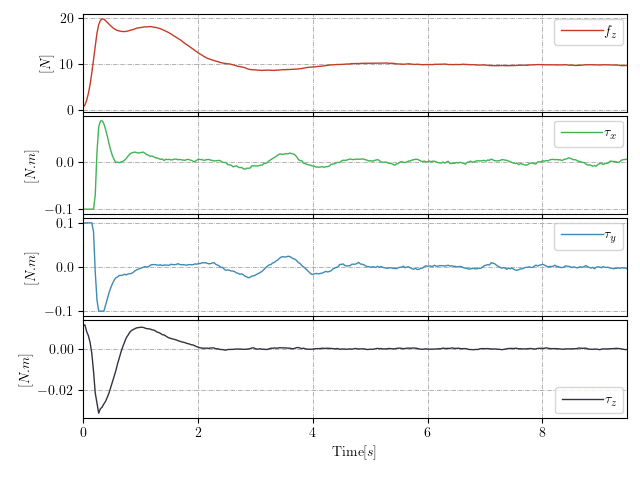 20
10
0
[N]
f_z
0.0
−0.1
[N.m]
τ_x
0.1
0.0
−0.1
[N.m]
τ_y
0.00
−0.02
[N.m]
τ_z
0 2 4 6 8
Time[s]